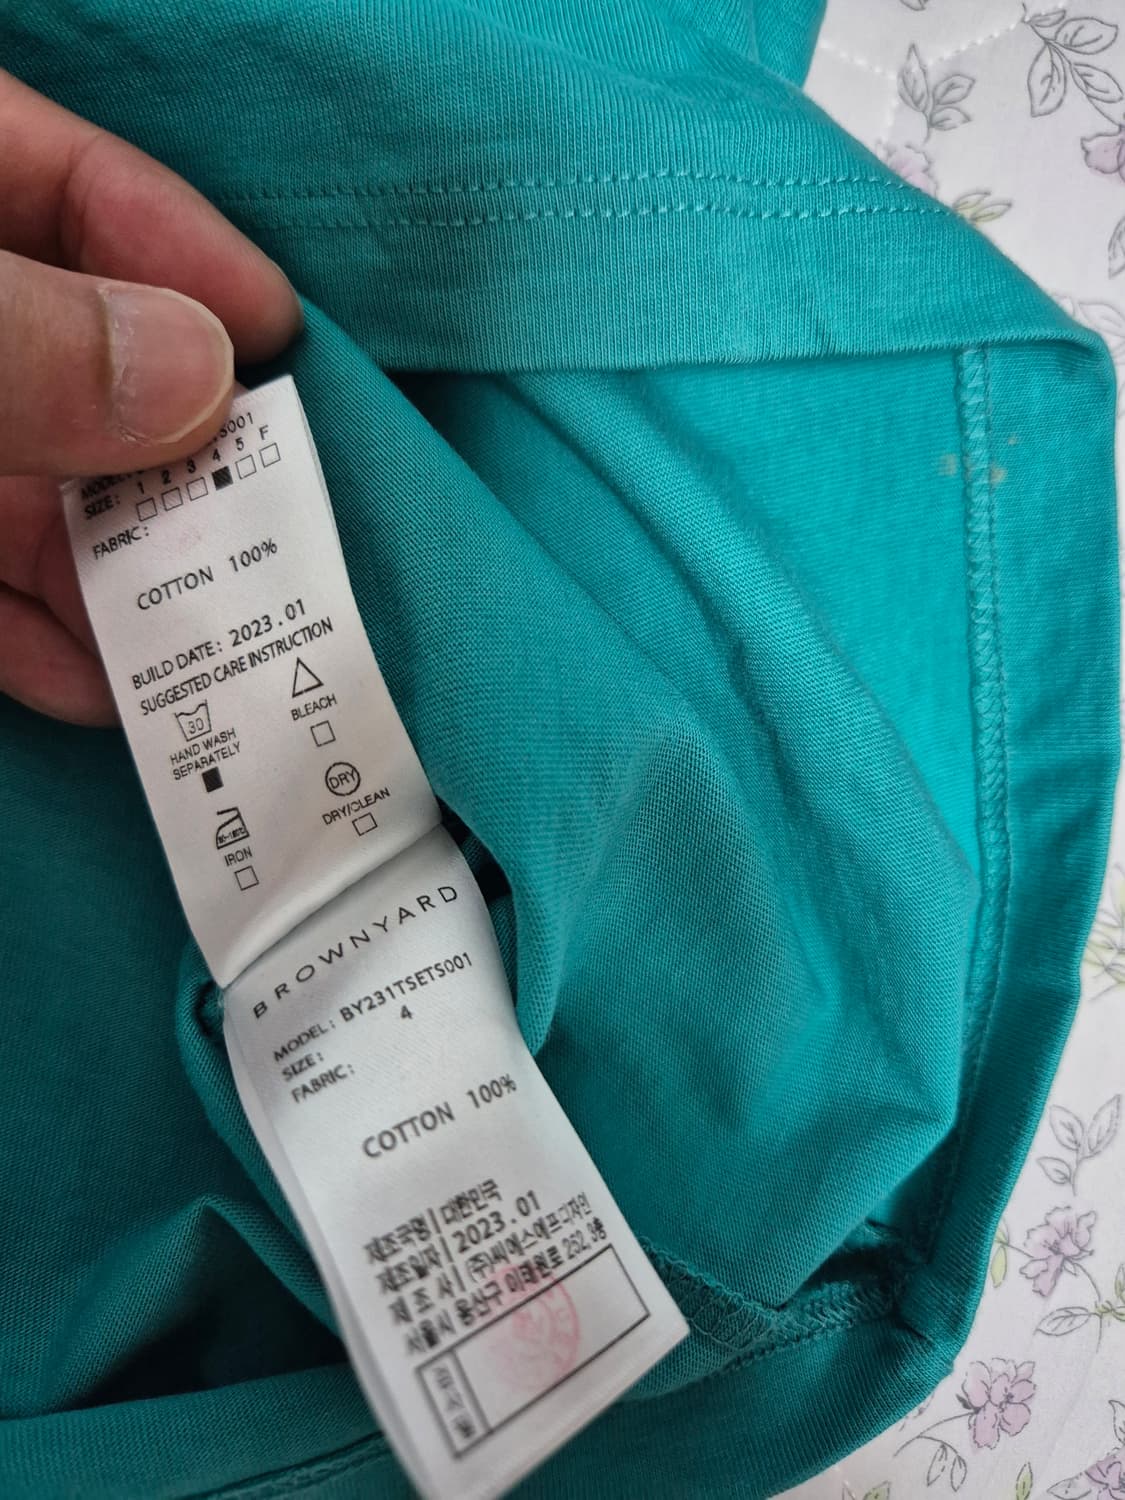 SIZE: 1 2 3 4 5 F
FABRIC:
COTTON 100%
BUILD DATE: 2023.01
SUGGESTED CARE INSTRUCTION
30
HAND WASH
SEPARATELY
BLEACH
IRON
DRY
DRY/CLEAN
BROWNYARD
MODEL: BY231TSETS001
SIZE: 4
FABRIC:
COTTON 100%
제조국명 | 대한민국
제조일자 | 2023.01
제 조 사 | (주)씨에스에프디자인
서울시 용산구 이태원로 252, 3층